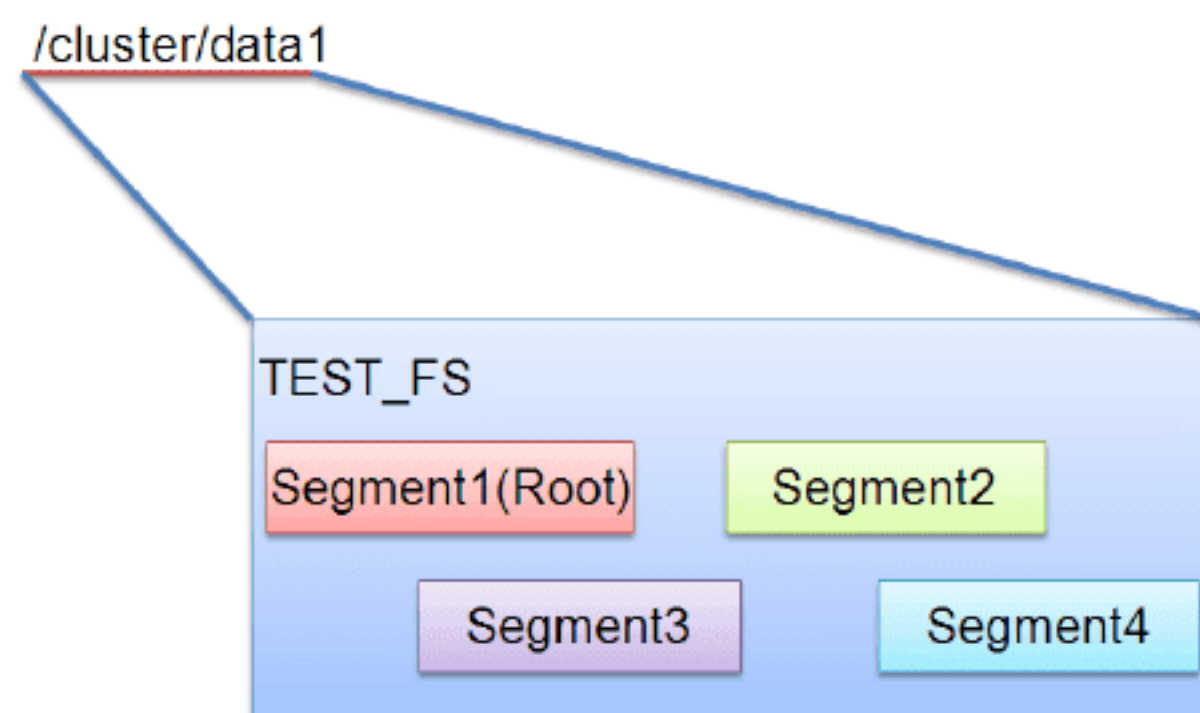 /cluster/data1
TEST_FS
Segment1(Root)
Segment2
Segment3
Segment4